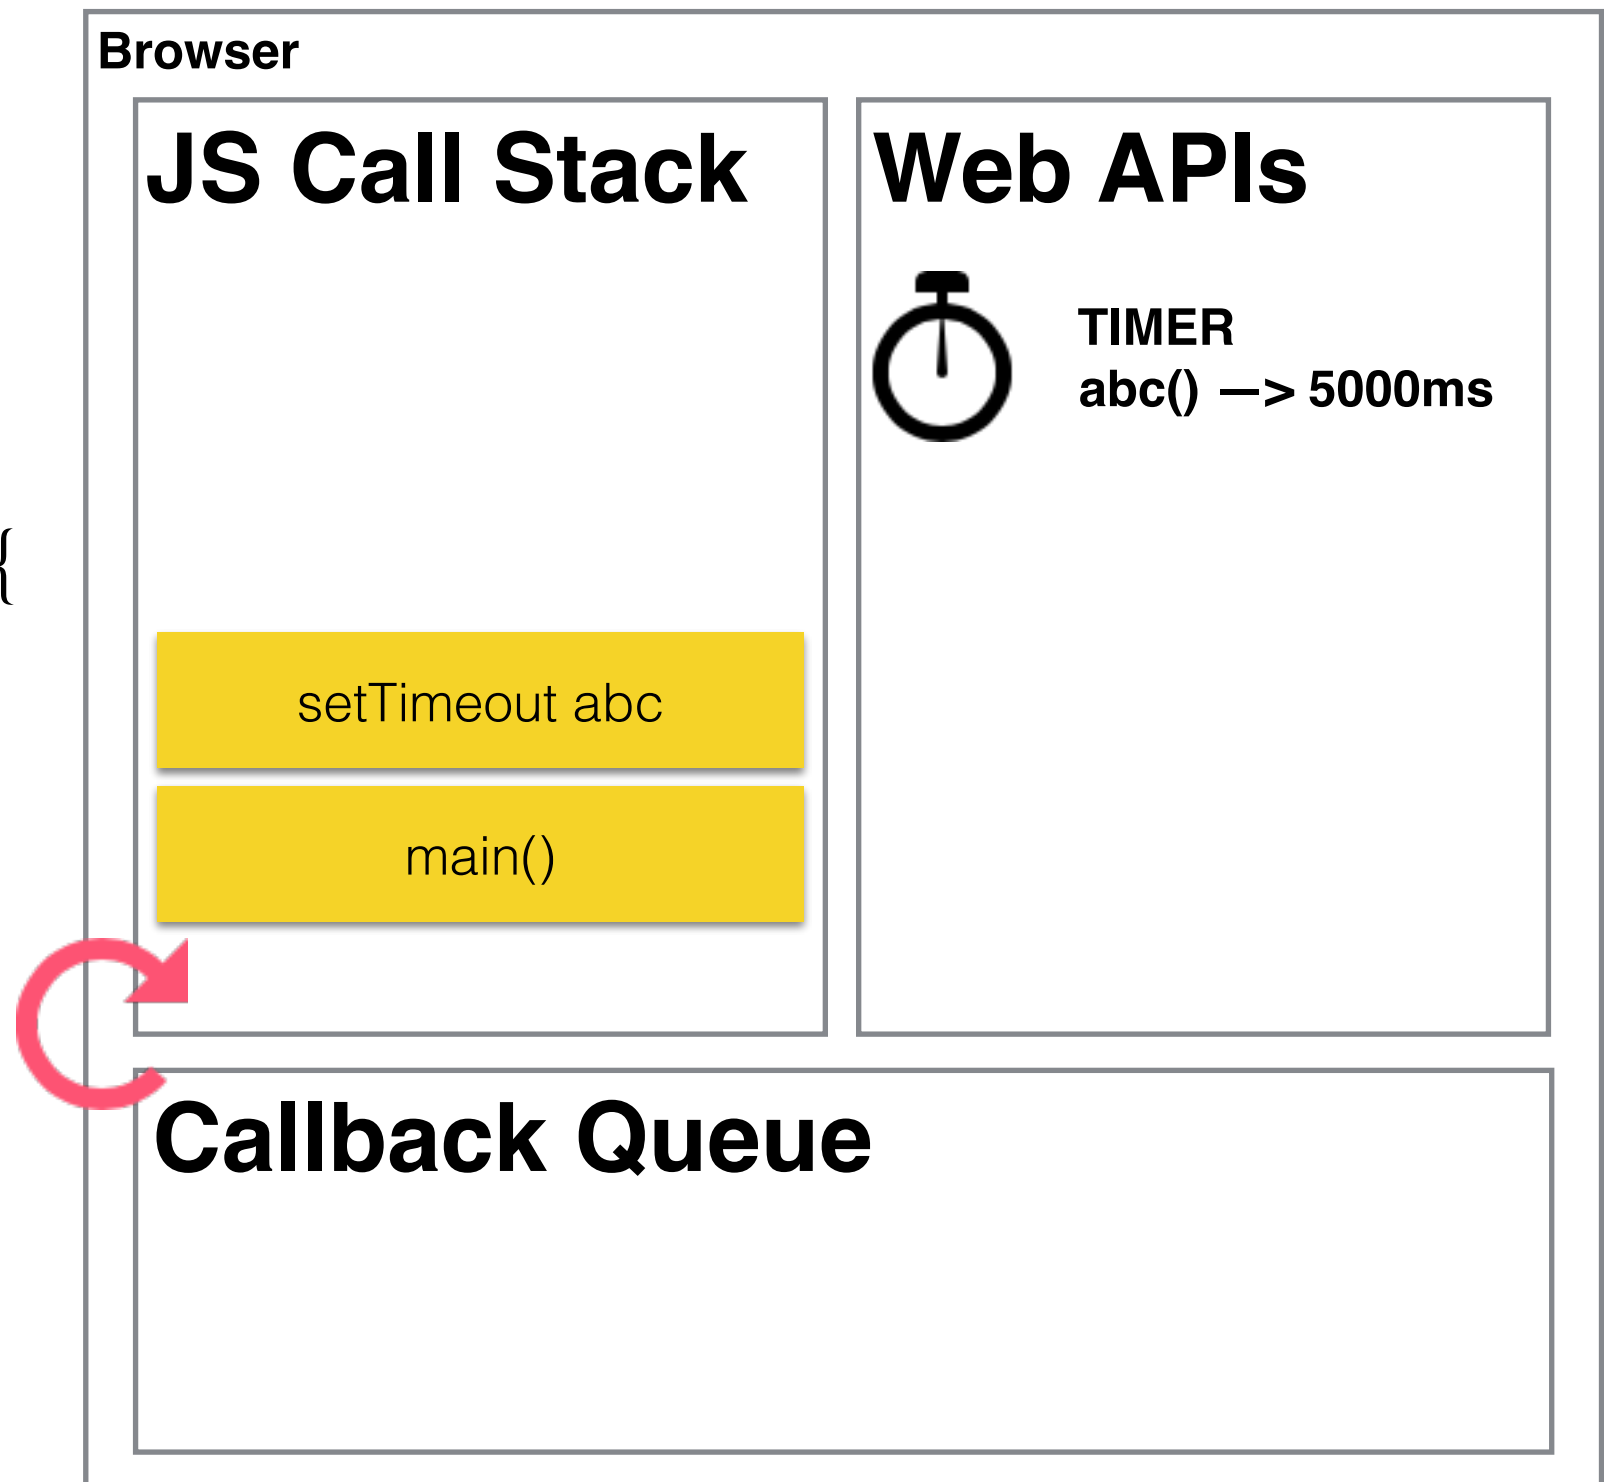 Browser
JS Call Stack
Web APIs
TIMER
abc() —> 5000ms
{
setTimeout abc
main()
Callback Queue